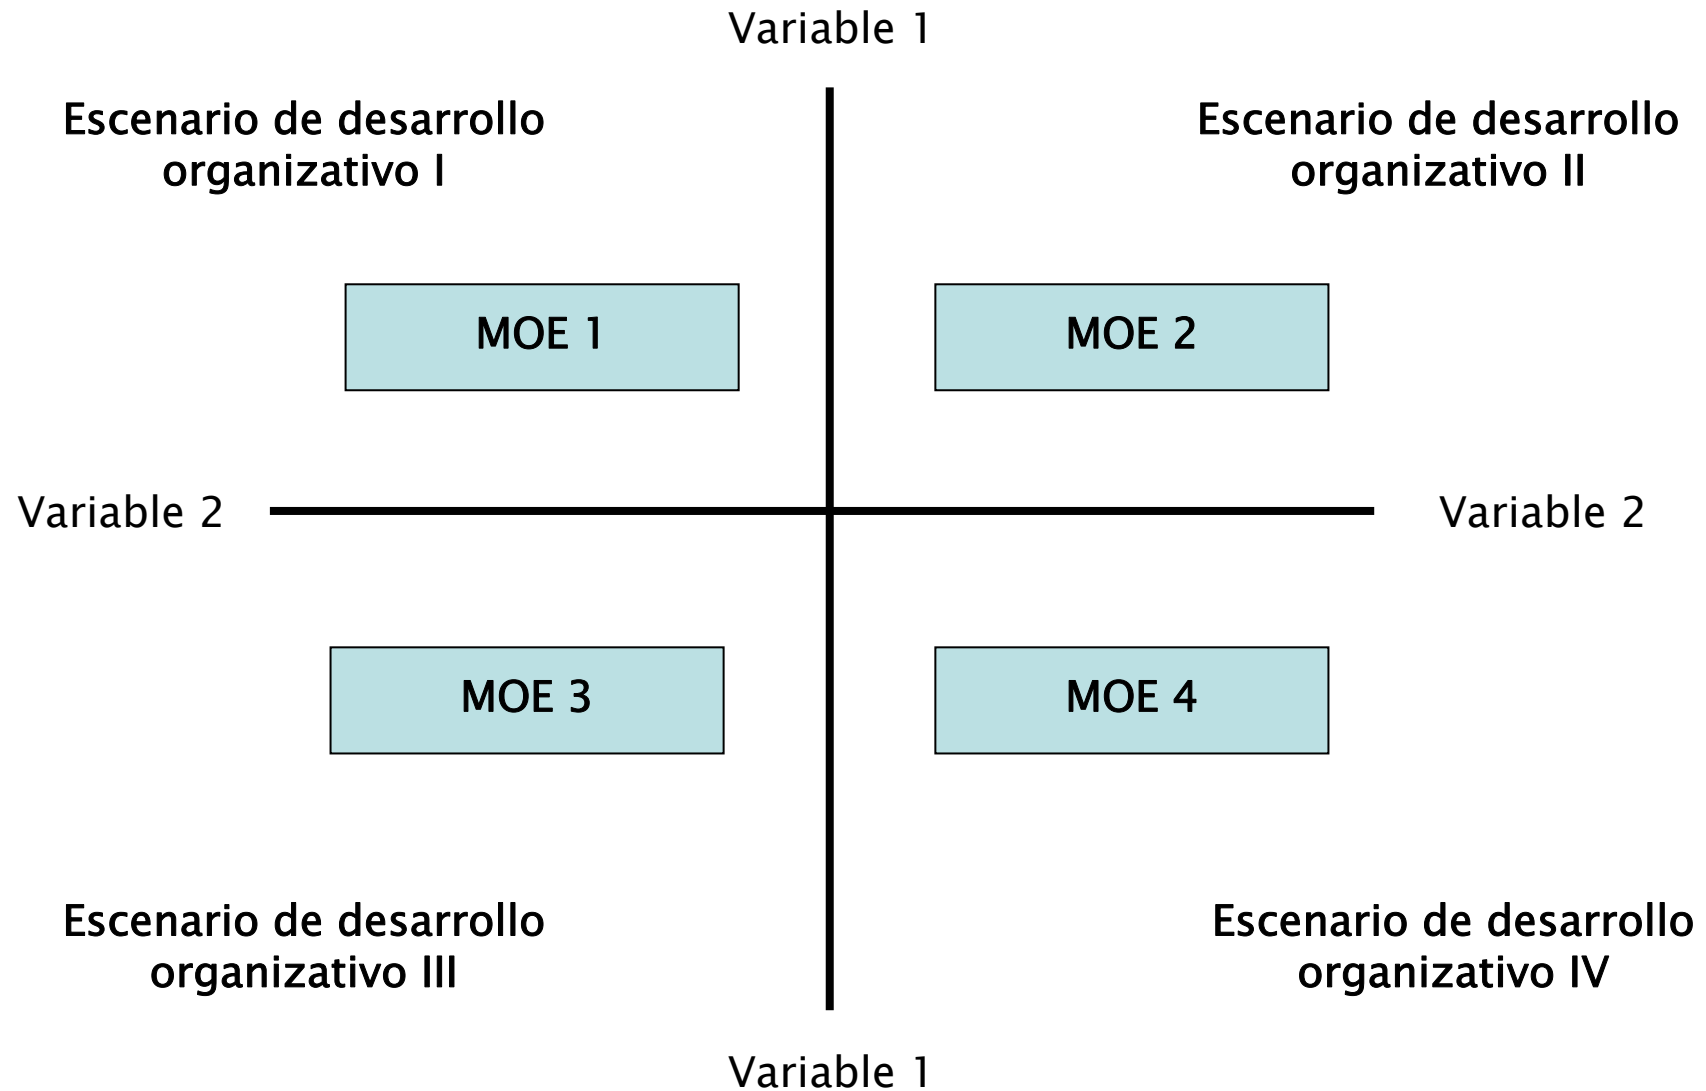 Variable 1
Escenario de desarrollo
organizativo I
Escenario de desarrollo
organizativo II
MOE 1
MOE 2
Variable 2
Variable 2
MOE 3
MOE 4
Escenario de desarrollo
organizativo III
Escenario de desarrollo
organizativo IV
Variable 1